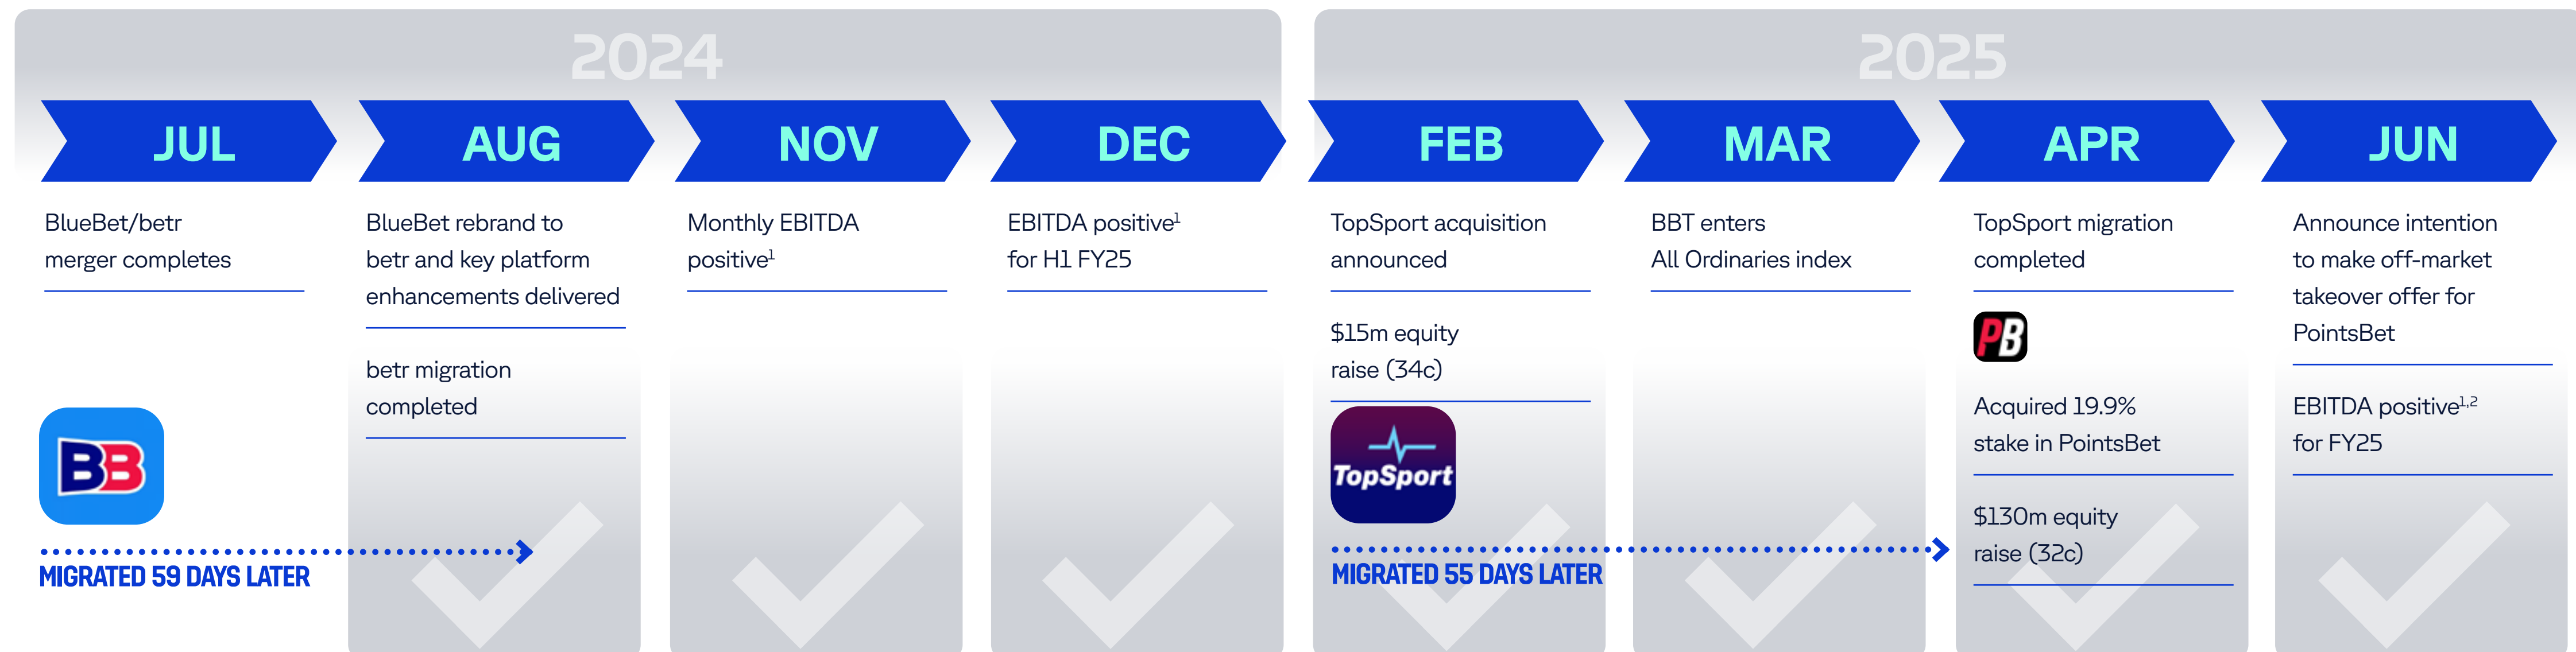 2024
2025
JUL
BlueBet/betr
merger completes
BB
MIGRATED 59 DAYS LATER
AUG
BlueBet rebrand to
betr and key platform
enhancements delivered
betr migration
completed
NOV
Monthly EBITDA
positive¹
DEC
EBITDA positive¹
for H1 FY25
FEB
TopSport acquisition
announced
$15m equity
raise (34c)
TopSport
MIGRATED 55 DAYS LATER
MAR
BBT enters
All Ordinaries index
APR
TopSport migration
completed
PB
Acquired 19.9%
stake in PointsBet
$130m equity
raise (32c)
JUN
Announce intention
to make off-market
takeover offer for
PointsBet
EBITDA positive¹,²
for FY25